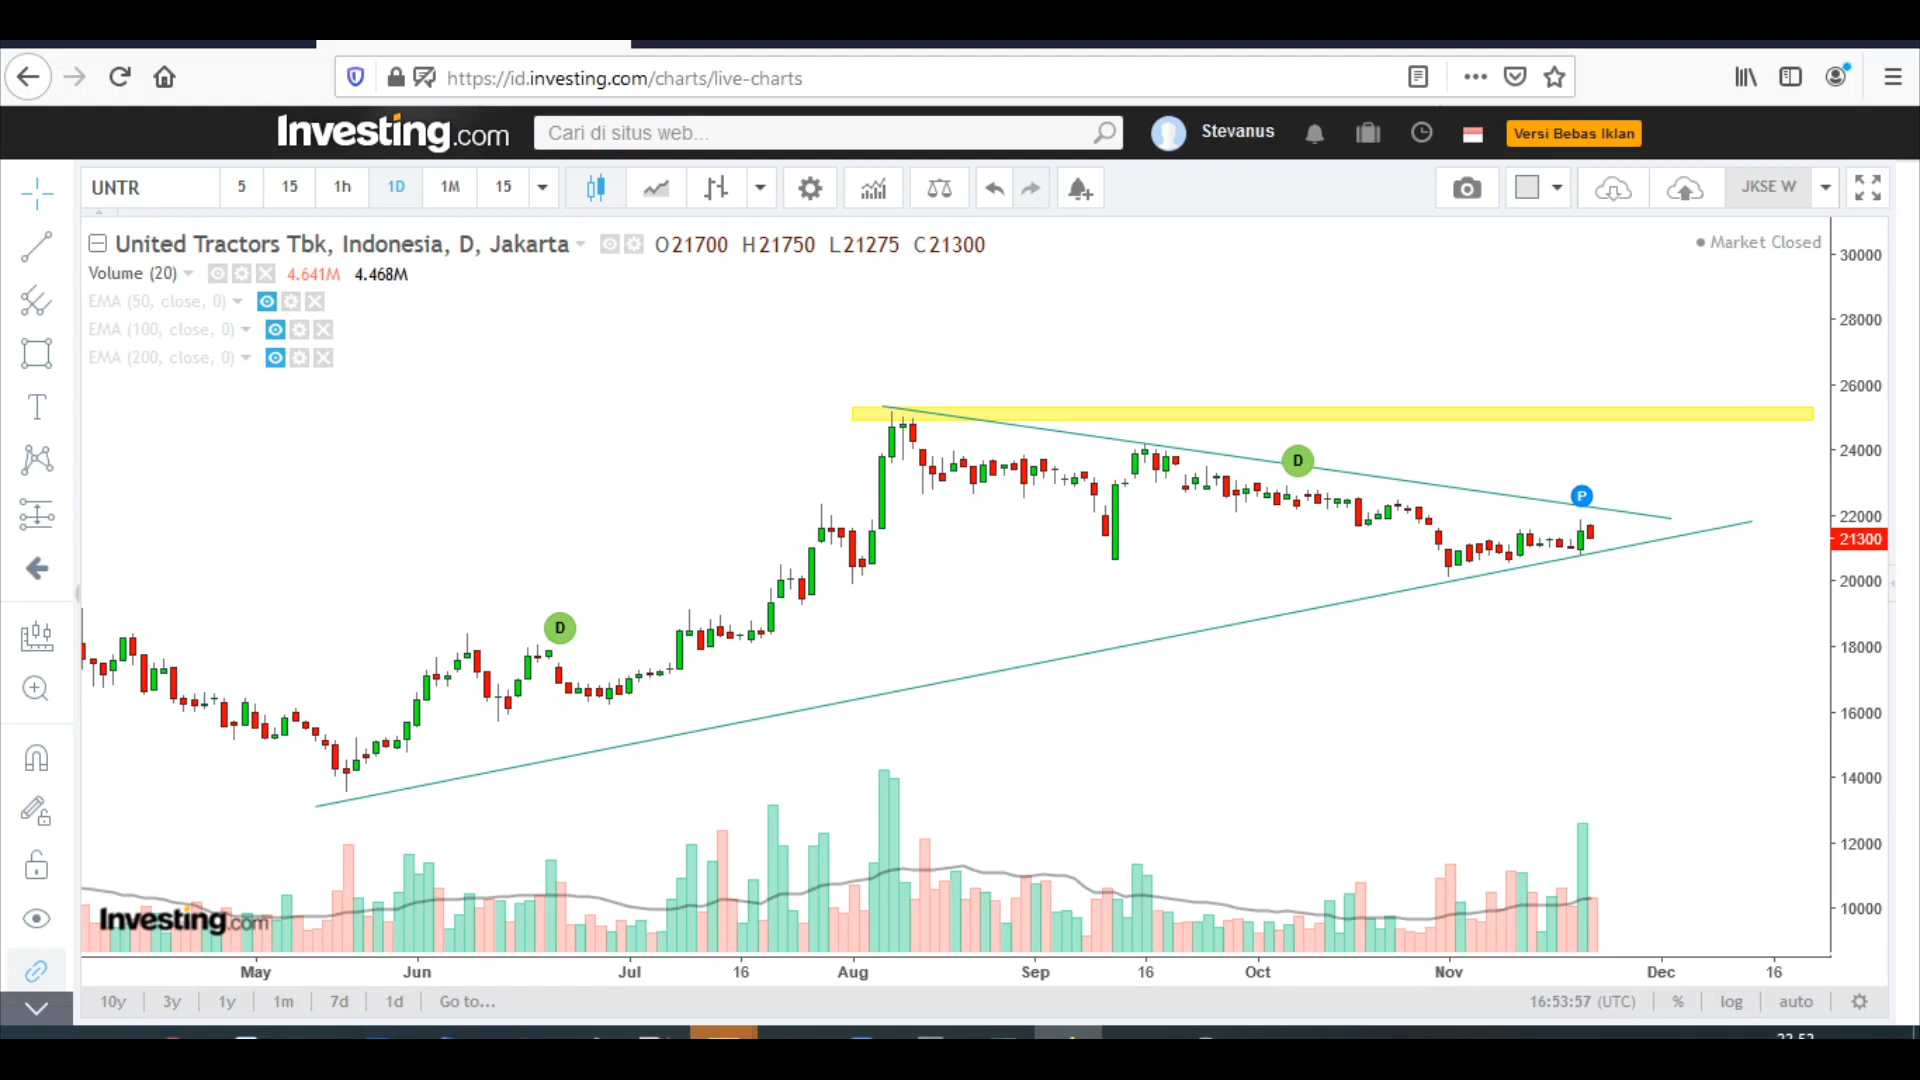 https://id.investing.com/charts/live-charts
Investing.com
Cari di situs web...
Stevanus
Versi Bebas Iklan
UNTR
5
15
1h
1D
1M
15
JKSE W
United Tractors Tbk, Indonesia, D, Jakarta
O21700 H21750 L21275 C21300
Market Closed
Volume (20)
4.641M 4.468M
EMA (50, close, 0)
EMA (100, close, 0)
EMA (200, close, 0)
30000
28000
26000
24000
22000
21300
20000
18000
16000
14000
12000
10000
D
P
D
T
Investing.com
May
Jun
Jul
16
Aug
Sep
16
Oct
Nov
Dec
16
10y
3y
1y
1m
7d
1d
Go to...
16:53:57 (UTC)
%
log
auto